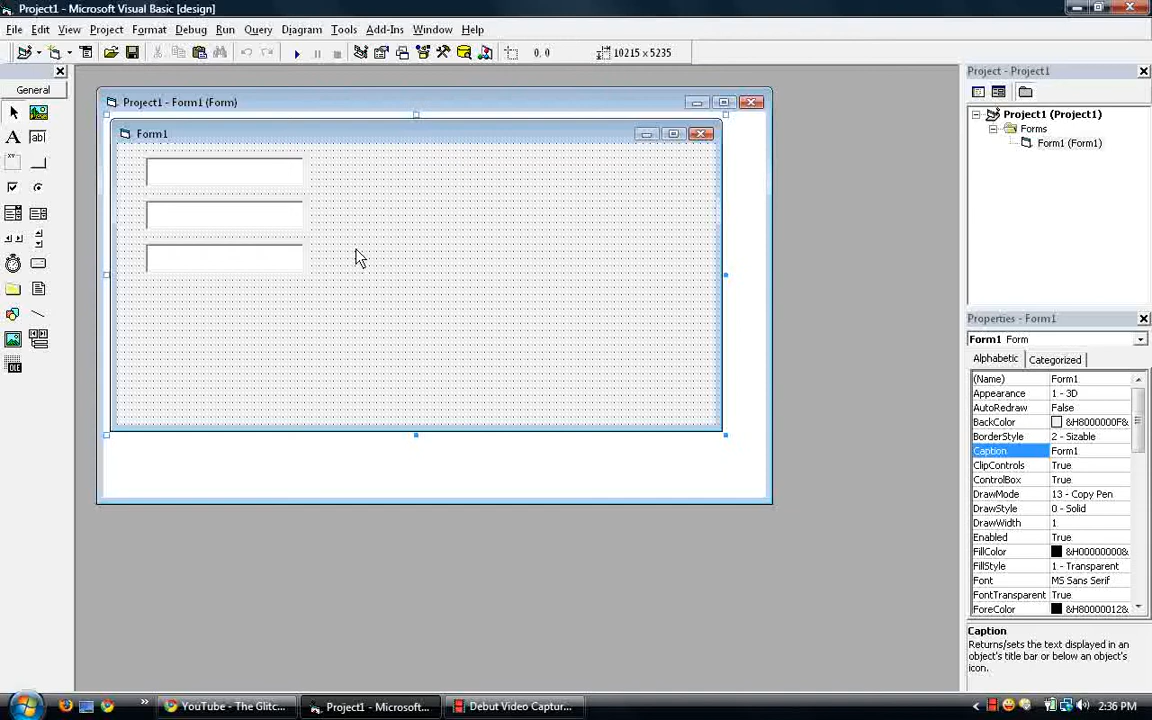 Project1 - Microsoft Visual Basic [design]
File Edit View Project Format Debug Run Query Diagram Tools Add-Ins Window Help
0, 0
10215 x 5235
General
Project1 - Form1 (Form)
Form1
Project - Project1
Project1 (Project1)
Forms
Form1 (Form1)
Properties - Form1
Form1 Form
Alphabetic Categorized
(Name) Form1
Appearance 1 - 3D
AutoRedraw False
BackColor &H8000000F&
BorderStyle 2 - Sizable
Caption Form1
ClipControls True
ControlBox True
DrawMode 13 - Copy Pen
DrawStyle 0 - Solid
DrawWidth 1
Enabled True
FillColor &H00000000&
FillStyle 1 - Transparent
Font MS Sans Serif
FontTransparent True
ForeColor &H80000012&
Caption
Returns/sets the text displayed in an
object's title bar or below an object's
icon.
YouTube - The Glitc...
Project1 - Microsoft...
Debut Video Captur...
2:36 PM